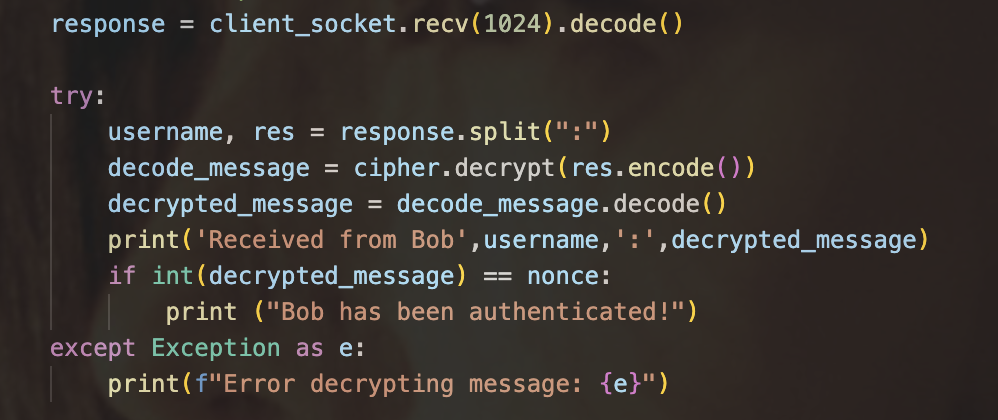 response = client_socket.recv(1024).decode()
try:
username, res = response.split(":")
decode_message = cipher.decrypt(res.encode())
decrypted_message = decode_message.decode()
print('Received from Bob',username,':',decrypted_message)
if int(decrypted_message) == nonce:
print ("Bob has been authenticated!")
except Exception as e:
print(f"Error decrypting message: {e}")